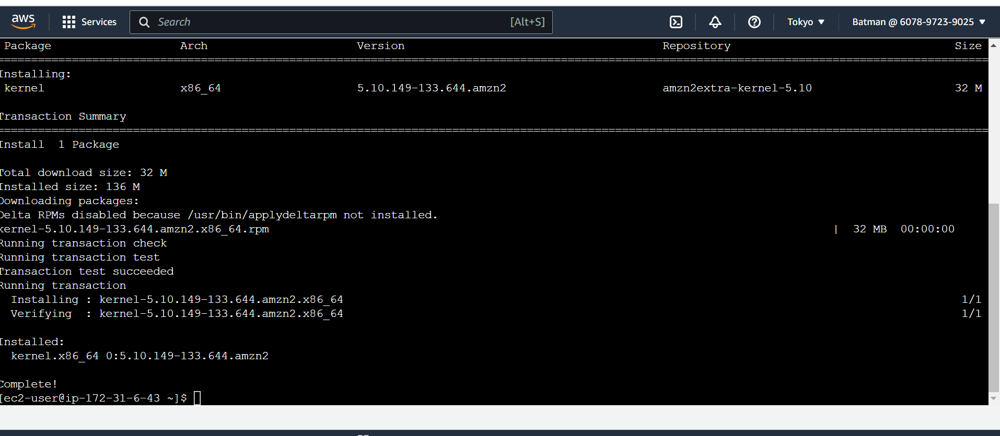 aws Services Search [Alt+S] Tokyo ▼ Batman @ 6078-9723-9025 ▼
Package Arch Version Repository Size
================================================================================
Installing:
kernel x86_64 5.10.149-133.644.amzn2 amzn2extra-kernel-5.10 32 M
Transaction Summary
================================================================================
Install 1 Package
Total download size: 32 M
Installed size: 136 M
Downloading packages:
Delta RPMs disabled because /usr/bin/applydeltarpm not installed.
kernel-5.10.149-133.644.amzn2.x86_64.rpm | 32 MB 00:00:00
Running transaction check
Running transaction test
Transaction test succeeded
Running transaction
Installing : kernel-5.10.149-133.644.amzn2.x86_64 1/1
Verifying : kernel-5.10.149-133.644.amzn2.x86_64 1/1
Installed:
kernel.x86_64 0:5.10.149-133.644.amzn2
Complete!
[ec2-user@ip-172-31-6-43 ~]$